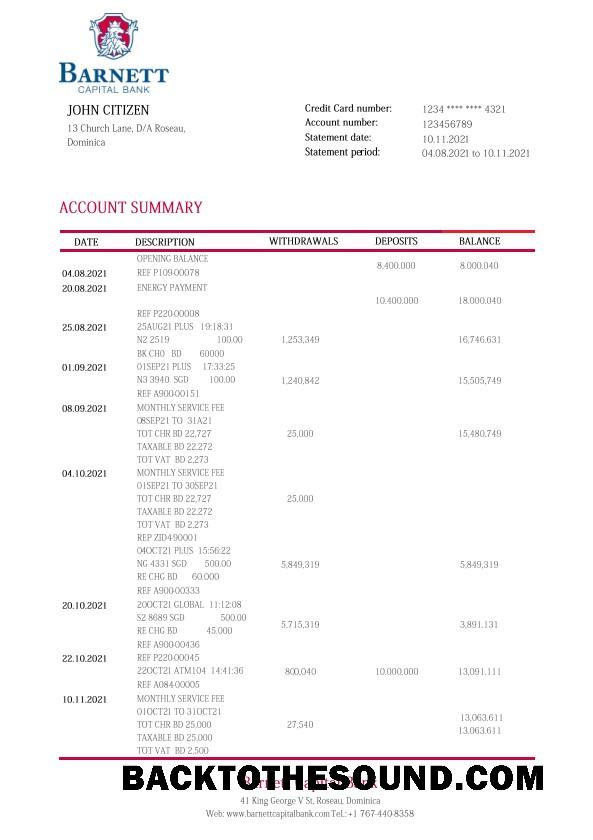 BARNETT
CAPITAL BANK
JOHN CITIZEN
13 Church Lane, D/A Roseau,
Dominica
Credit Card number: 1234 **** **** 4321
Account number: 123456789
Statement date: 10.11.2021
Statement period: 04.08.2021 to 10.11.2021
ACCOUNT SUMMARY
DATE DESCRIPTION WITHDRAWALS DEPOSITS BALANCE
OPENING BALANCE
8,400.000 8.000.040
04.08.2021 REF P109-00078
20.08.2021 ENERGY PAYMENT
10.400.000 18.000.040
REF P220-00008
25.08.2021 25AUG21 PLUS 19:18:31
N2 2519 100.00 1,253,349 16,746.631
BK CHO BD 60000
01.09.2021 01SEP21 PLUS 17:33:25
N3 3940 SGD 100.00 1,240,842 15,505,749
REF A900-00151
08.09.2021 MONTHLY SERVICE FEE
08SEP21 TO 31A21
TOT CHR BD 22,727 25,000 15,480,749
TAXABLE BD 22,272
TOT VAT BD 2,273
04.10.2021 MONTHLY SERVICE FEE
01SEP21 TO 30SEP21
TOT CHR BD 22,727 25,000
TAXABLE BD 22,272
TOT VAT BD 2,273
REP ZID4-90001
04OCT21 PLUS 15:56:22
NG 4331 SGD 500.00 5,849,319 5,849,319
RE CHG BD 60.000
REF A900-00333
20.10.2021 20OCT21 GLOBAL 11:12:08
S2 8689 SGD 500.00
5,715,319 3,891.131
RE CHG BD 45,000
REF A900-00436
22.10.2021 REF P220-00045
22OCT21 ATM104 14:41:36 800,040 10,000.000 13,091.111
REF A084-00005
10.11.2021 MONTHLY SERVICE FEE
01OCT21 TO 31OCT21
13,063.611
TOT CHR BD 25,000 27,540
13,063.611
TAXABLE BD 25,000
TOT VAT BD 2,500
Barnett Capital Bank
BACKTOTHESOUND.COM
41 King George V St, Roseau, Dominica
Web: www.barnettcapitalbank.com TeL.: +1 767-440-8358